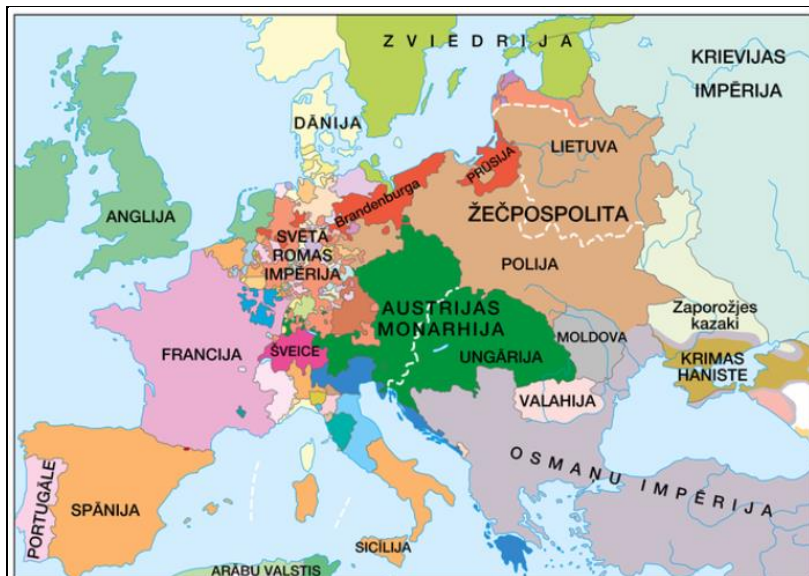 ZVIEDRIJA
KRIEVIJAS
IMPĒRIJA
DĀNIJA
LIETUVA
PRŪSIJA
Brandenburga
ANGLIJA
ŽEČPOSPOLITA
SVĒTĀ
ROMAS
IMPĒRIJA
POLIJA
AUSTRIJAS
MONARHIJA
Zaporožjes
kazaki
MOLDOVA
FRANCIJA
ŠVEICE
UNGĀRIJA
KRIMAS
HANISTE
VALAHIJA
OSMAŅU IMPĒRIJA
PORTUGĀLE
SPĀNIJA
SICĪLIJA
ARĀBU VALSTIS